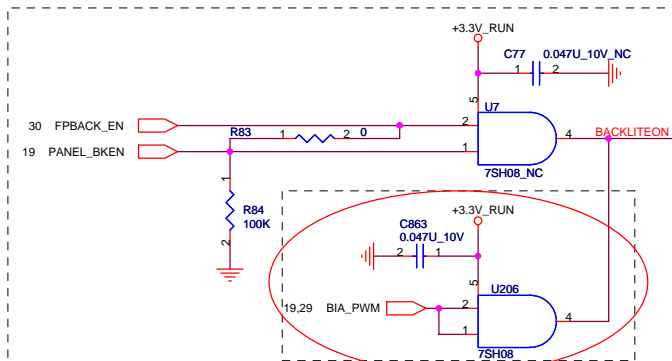 +3.3V_RUN
C77 0.047U_10V_NC
1 2
5
U7
30 FPBACK_EN
R83 1 2 0
2
4 BACKLITEON
19 PANEL_BKEN
1
7SH08_NC
1
R84
100K
2
+3.3V_RUN
C863
0.047U_10V
2 1
5
U206
19,29 BIA_PWM
2
4
1
7SH08